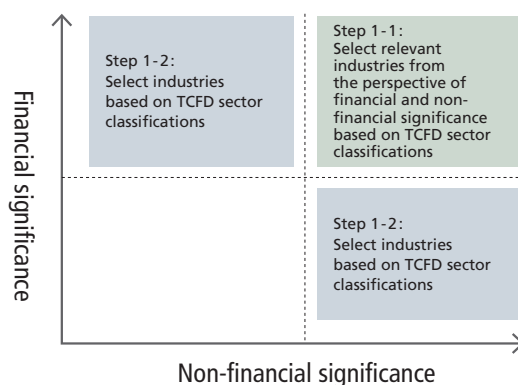 Financial significance
Step 1-2:
Select industries
based on TCFD sector
classifications
Step 1-1:
Select relevant
industries from
the perspective of
financial and non-
financial significance
based on TCFD sector
classifications
Step 1-2:
Select industries
based on TCFD sector
classifications
Non-financial significance